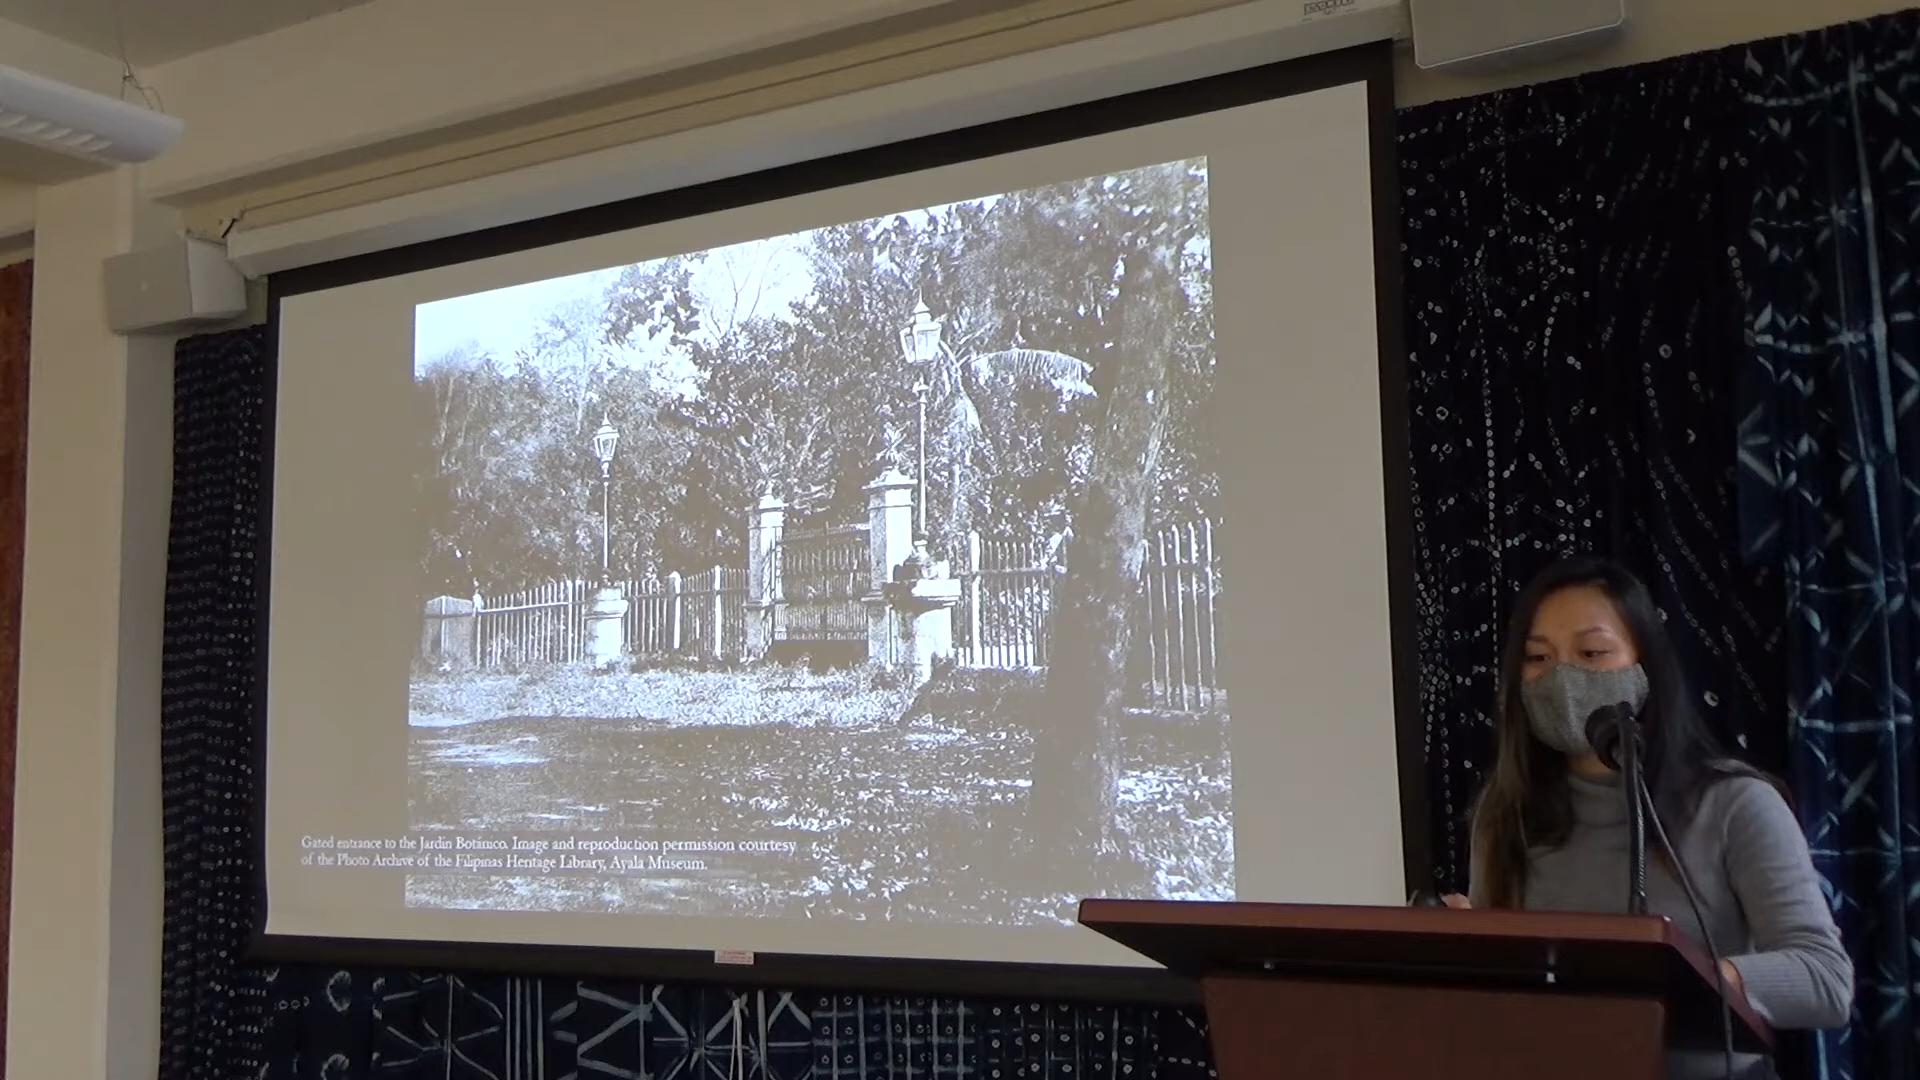 Gated entrance to the Jardín Botánico. Image and reproduction permission courtesy
of the Photo Archive of the Filipinas Heritage Library, Ayala Museum.